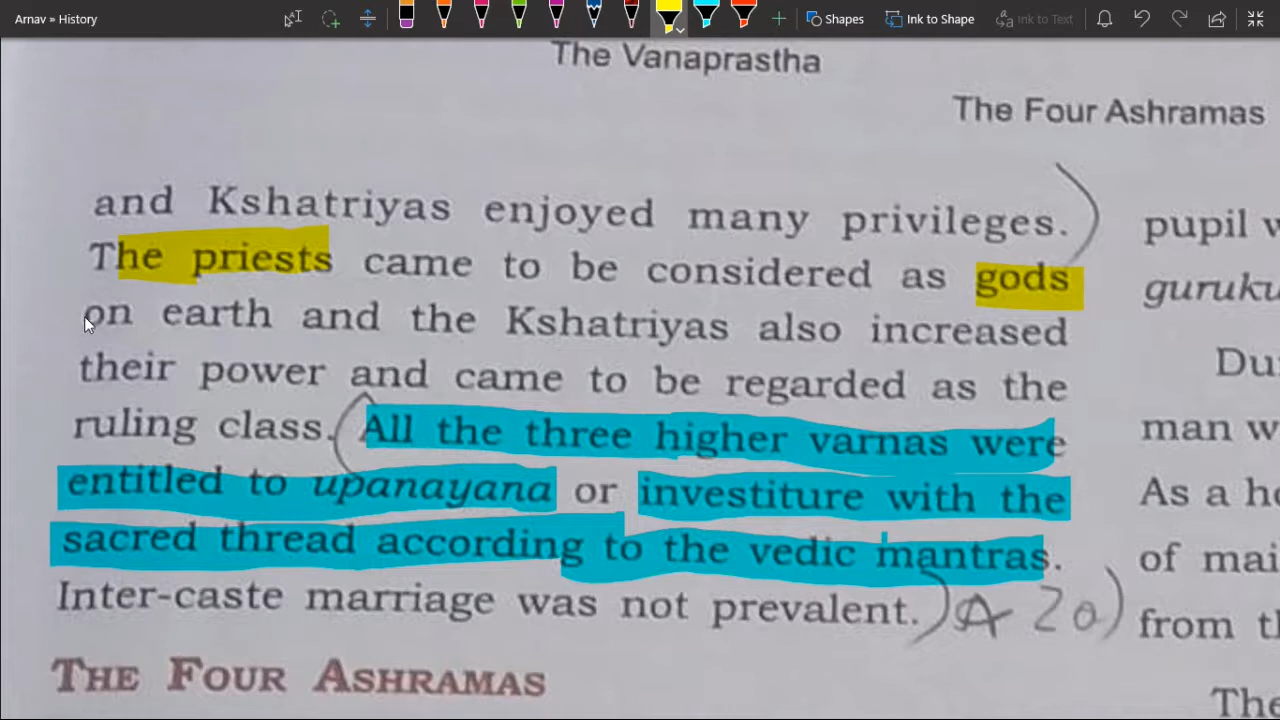 Arnav » History
Shapes
Ink to Shape
Ink to Text
The Vanaprastha
The Four Ashramas
and Kshatriyas enjoyed many privileges.
The priests came to be considered as gods
on earth and the Kshatriyas also increased
their power and came to be regarded as the
ruling class. (All the three higher varnas were
entitled to upanayana or investiture with the
sacred thread according to the vedic mantras.
Inter-caste marriage was not prevalent.) A 2a)
THE FOUR ASHRAMAS
pupil
man
As a
of
from
The